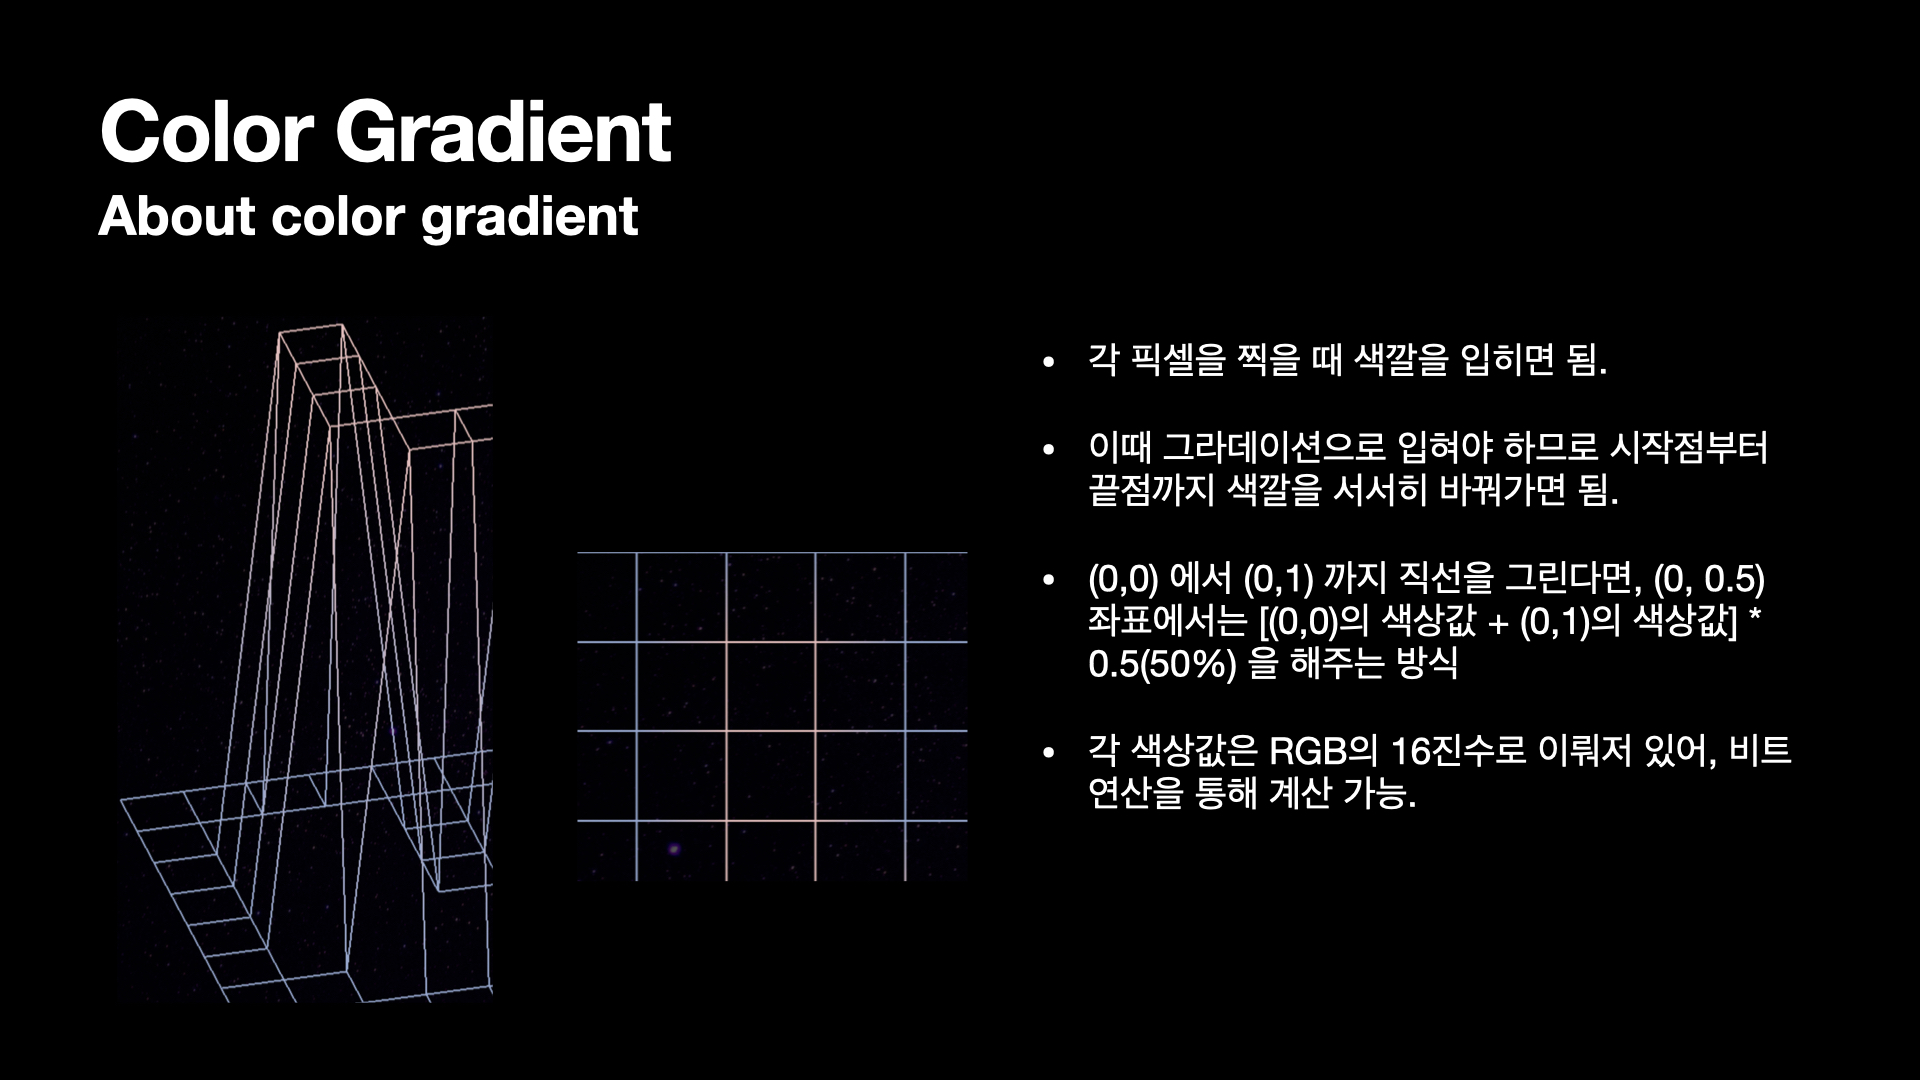 Color Gradient
About color gradient
• 각 픽셀을 찍을 때 색깔을 입히면 됨.
• 이때 그라데이션으로 입혀야 하므로 시작점부터
끝점까지 색깔을 서서히 바꿔가면 됨.
• (0,0) 에서 (0,1) 까지 직선을 그린다면, (0, 0.5)
좌표에서는 [(0,0)의 색상값 + (0,1)의 색상값] *
0.5(50%) 을 해주는 방식
• 각 색상값은 RGB의 16진수로 이뤄저 있어, 비트
연산을 통해 계산 가능.